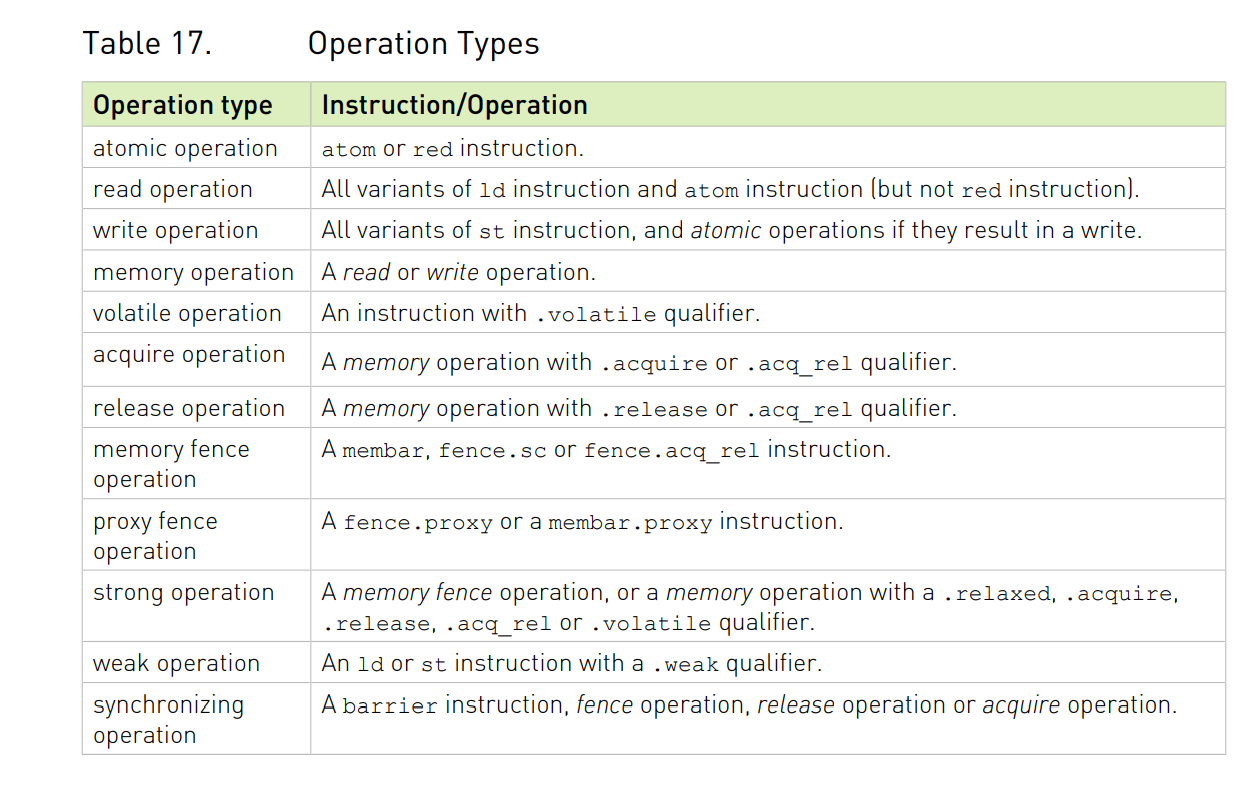 Table 17. Operation Types
Operation type Instruction/Operation
atomic operation atom or red instruction.
read operation All variants of ld instruction and atom instruction (but not red instruction).
write operation All variants of st instruction, and atomic operations if they result in a write.
memory operation A read or write operation.
volatile operation An instruction with .volatile qualifier.
acquire operation A memory operation with .acquire or .acq_rel qualifier.
release operation A memory operation with .release or .acq_rel qualifier.
memory fence A membar, fence.sc or fence.acq_rel instruction.
operation
proxy fence A fence.proxy or a membar.proxy instruction.
operation
strong operation A memory fence operation, or a memory operation with a .relaxed, .acquire,
.release, .acq_rel or .volatile qualifier.
weak operation An ld or st instruction with a .weak qualifier.
synchronizing A barrier instruction, fence operation, release operation or acquire operation.
operation